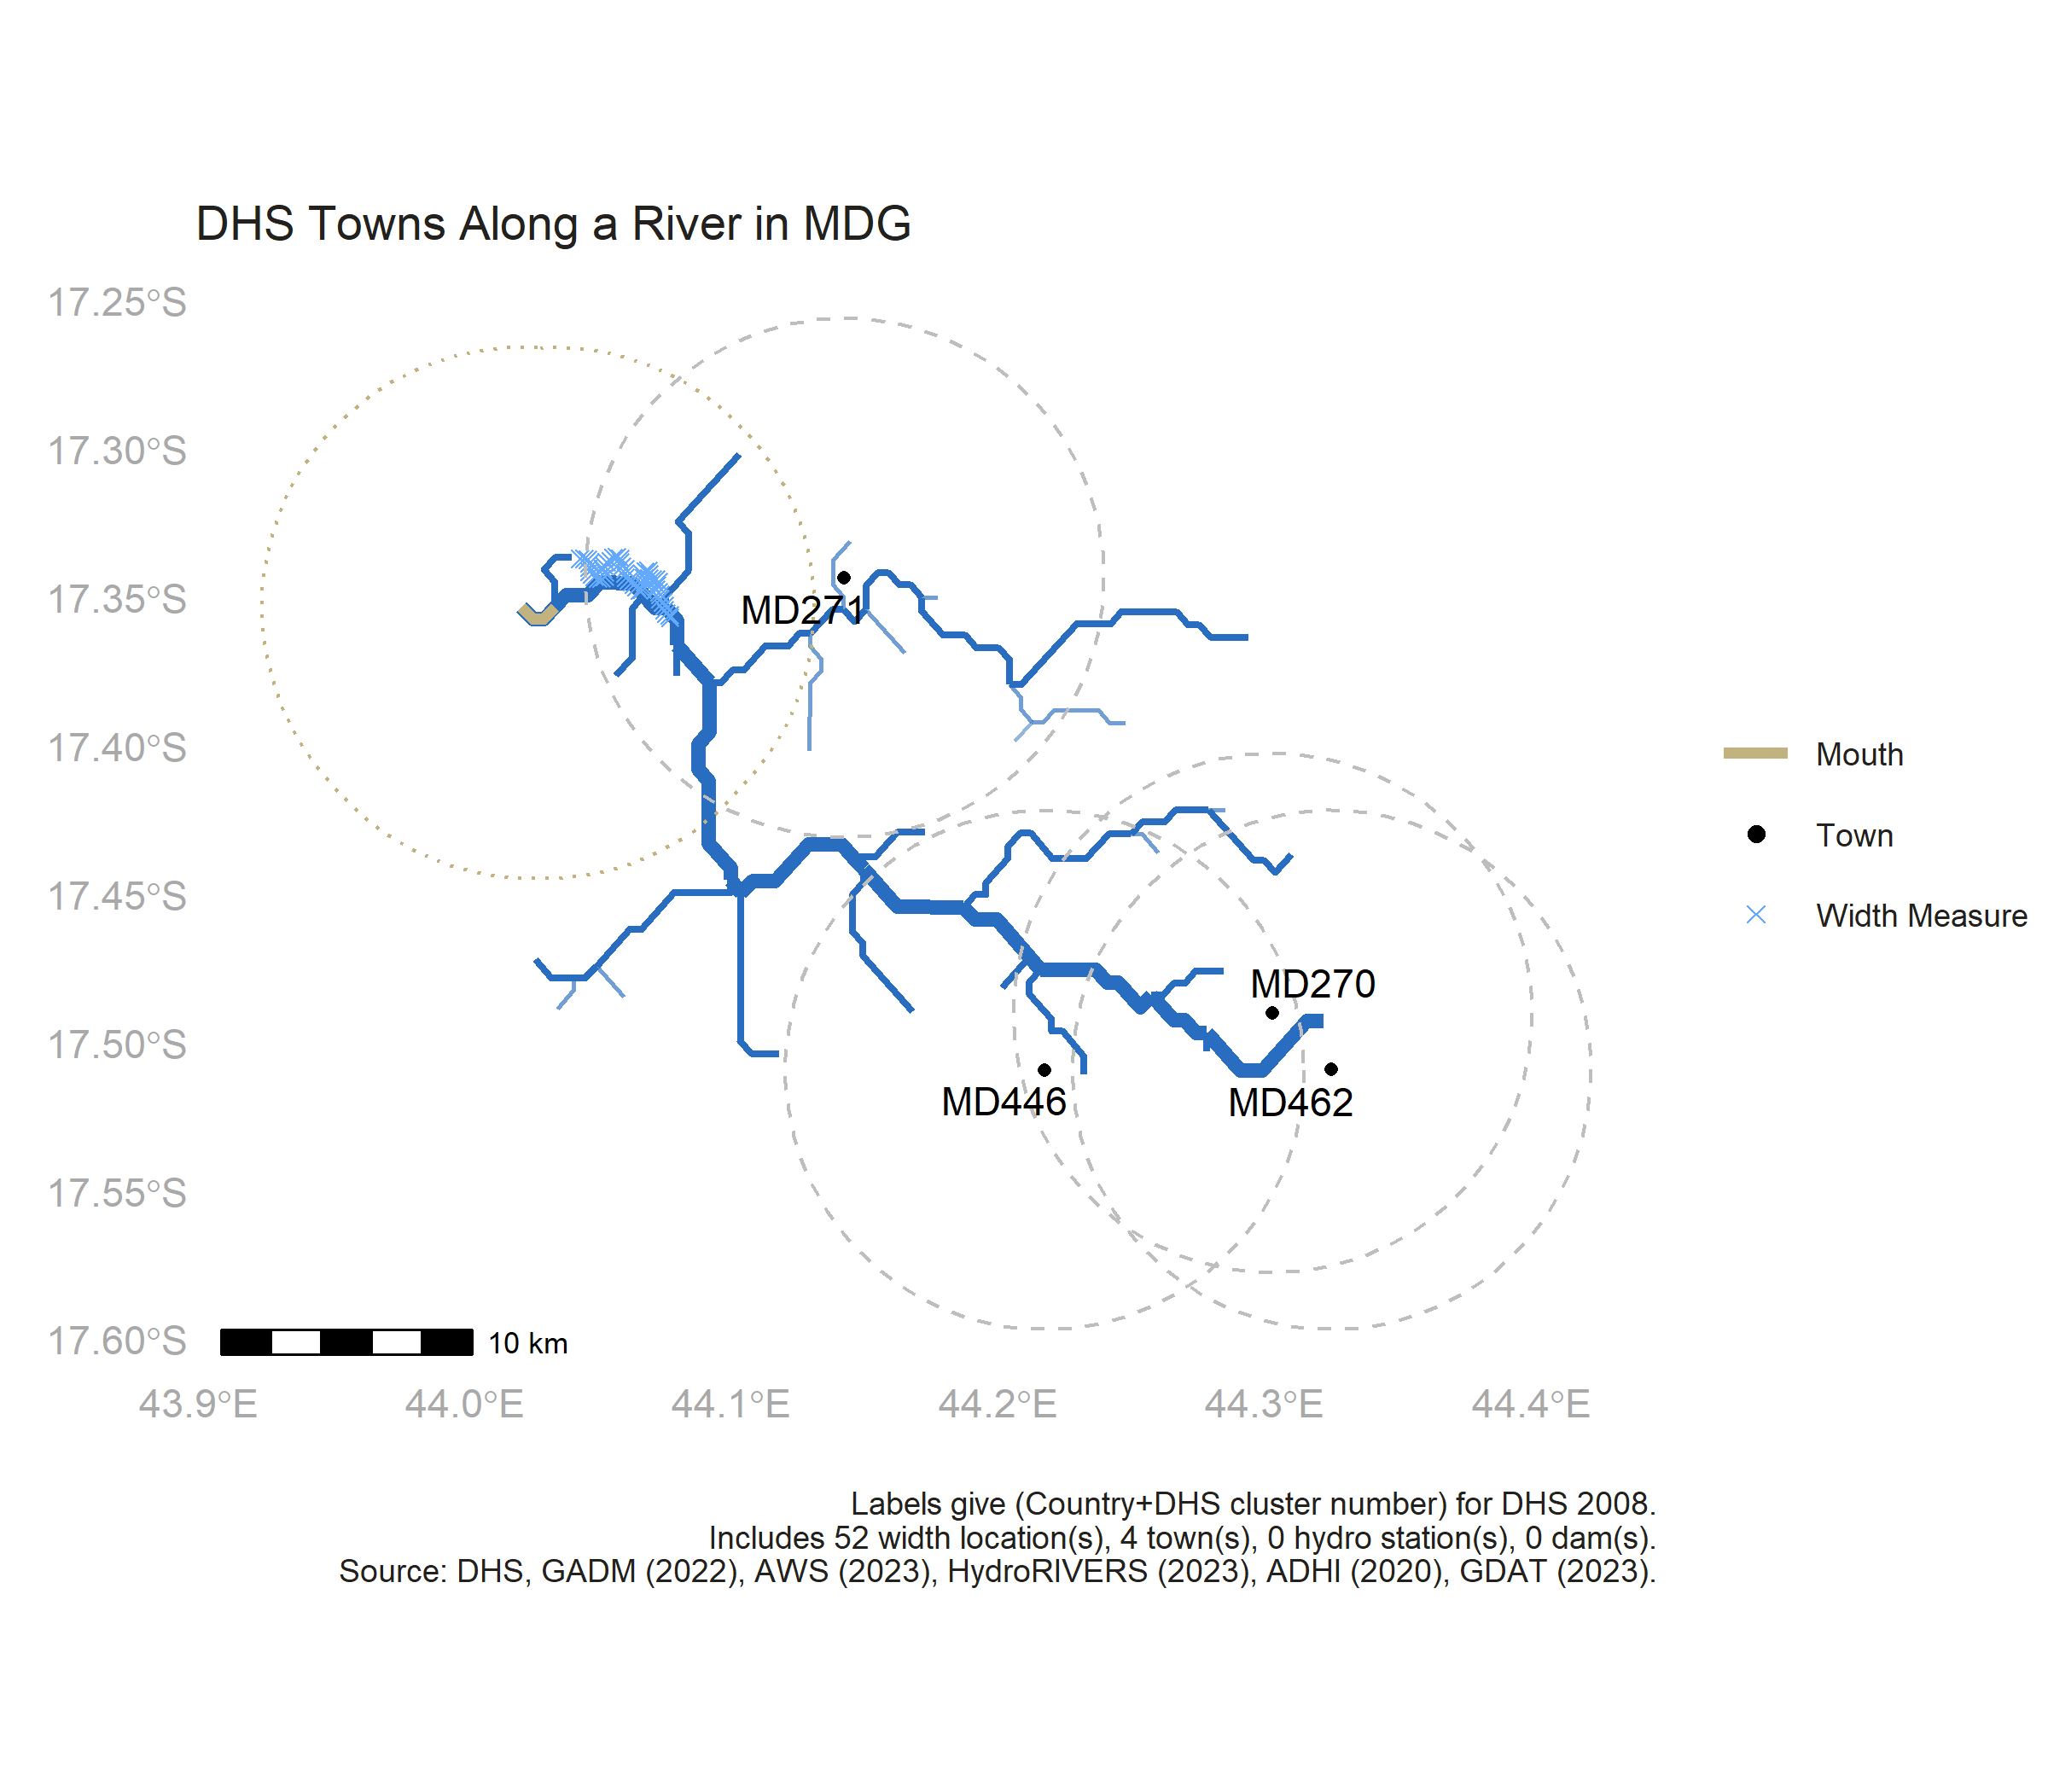 DHS Towns Along a River in MDG
17.25°S
17.30°S
17.35°S
17.40°S
17.45°S
17.50°S
17.55°S
17.60°S
MD271
MD270
MD446
MD462
Mouth
Town
Width Measure
10 km
43.9°E
44.0°E
44.1°E
44.2°E
44.3°E
44.4°E
Labels give (Country+DHS cluster number) for DHS 2008.
Includes 52 width location(s), 4 town(s), 0 hydro station(s), 0 dam(s).
Source: DHS, GADM (2022), AWS (2023), HydroRIVERS (2023), ADHI (2020), GDAT (2023).